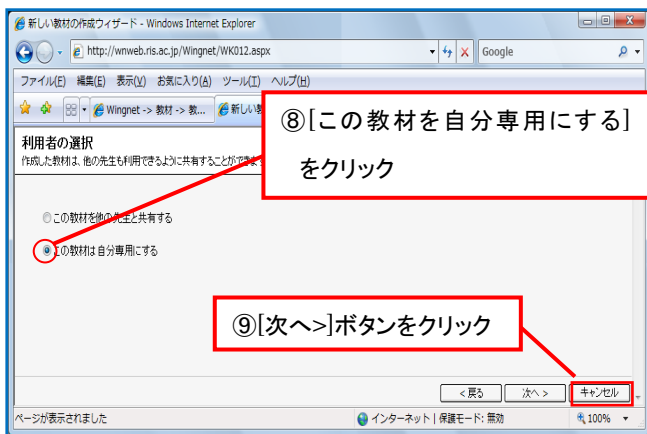 新しい教材の作成ウィザード - Windows Internet Explorer
http://wnweb.ris.ac.jp/Wingnet/WK012.aspx
Google
ファイル(F) 編集(E) 表示(V) お気に入り(A) ツール(T) ヘルプ(H)
Wingnet -> 教材 -> 教...
新しい教
⑧[この教材を自分専用にする]
をクリック
利用者の選択
作成した教材は、他の先生も利用できるように共有することができま
この教材を他の先生と共有する
この教材は自分専用にする
⑨[次へ>]ボタンをクリック
< 戻る
次へ >
キャンセル
ページが表示されました
インターネット | 保護モード: 無効
100%